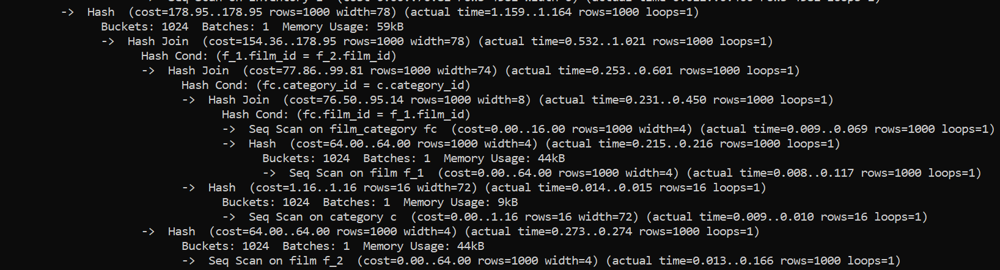 -> Hash (cost=178.95..178.95 rows=1000 width=78) (actual time=1.159..1.164 rows=1000 loops=1)
Buckets: 1024 Batches: 1 Memory Usage: 59kB
-> Hash Join (cost=154.36..178.95 rows=1000 width=78) (actual time=0.532..1.021 rows=1000 loops=1)
Hash Cond: (f_1.film_id = f_2.film_id)
-> Hash Join (cost=77.86..99.81 rows=1000 width=74) (actual time=0.253..0.601 rows=1000 loops=1)
Hash Cond: (fc.category_id = c.category_id)
-> Hash Join (cost=76.50..95.14 rows=1000 width=8) (actual time=0.231..0.450 rows=1000 loops=1)
Hash Cond: (fc.film_id = f_1.film_id)
-> Seq Scan on film_category fc (cost=0.00..16.00 rows=1000 width=4) (actual time=0.009..0.069 rows=1000 loops=1)
-> Hash (cost=64.00..64.00 rows=1000 width=4) (actual time=0.215..0.216 rows=1000 loops=1)
Buckets: 1024 Batches: 1 Memory Usage: 44kB
-> Seq Scan on film f_1 (cost=0.00..64.00 rows=1000 width=4) (actual time=0.008..0.117 rows=1000 loops=1)
-> Hash (cost=1.16..1.16 rows=16 width=72) (actual time=0.014..0.015 rows=16 loops=1)
Buckets: 1024 Batches: 1 Memory Usage: 9kB
-> Seq Scan on category c (cost=0.00..1.16 rows=16 width=72) (actual time=0.009..0.010 rows=16 loops=1)
-> Hash (cost=64.00..64.00 rows=1000 width=4) (actual time=0.273..0.274 rows=1000 loops=1)
Buckets: 1024 Batches: 1 Memory Usage: 44kB
-> Seq Scan on film f_2 (cost=0.00..64.00 rows=1000 width=4) (actual time=0.013..0.166 rows=1000 loops=1)